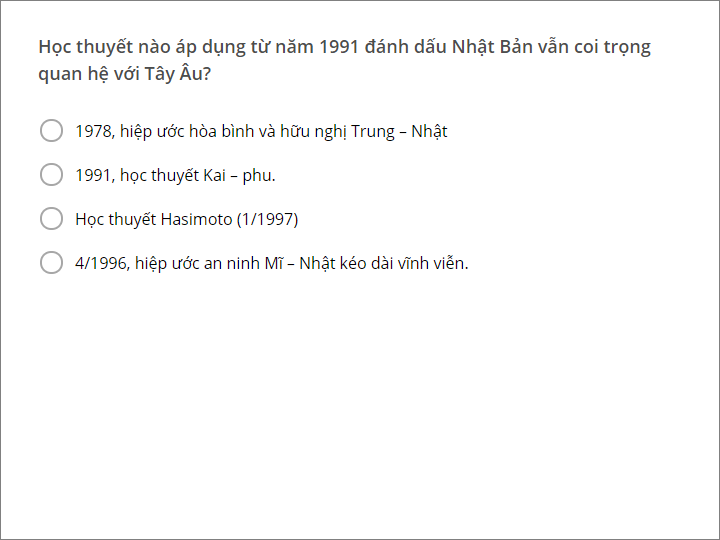 Học thuyết nào áp dụng từ năm 1991 đánh dấu Nhật Bản vẫn coi trọng
quan hệ với Tây Âu?
1978, hiệp ước hòa bình và hữu nghị Trung – Nhật
1991, học thuyết Kai – phu.
Học thuyết Hasimoto (1/1997)
4/1996, hiệp ước an ninh Mĩ – Nhật kéo dài vĩnh viễn.